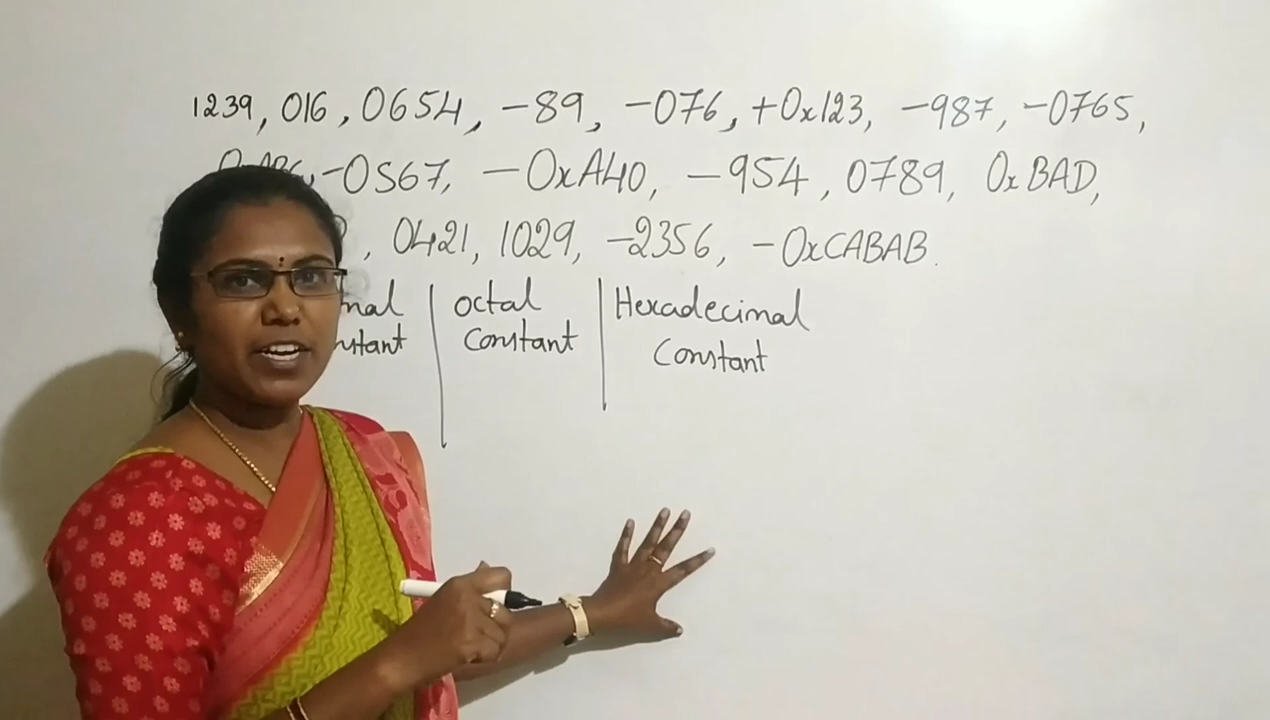 1239, 016, 0654, -89, -076, +0x123, -987, -0765,
-0567, -0xA40, -954, 0789, 0xBAD,
, 0421, 1029, -2356, -0xCABAB.
octal Hexadecimal
constant constant